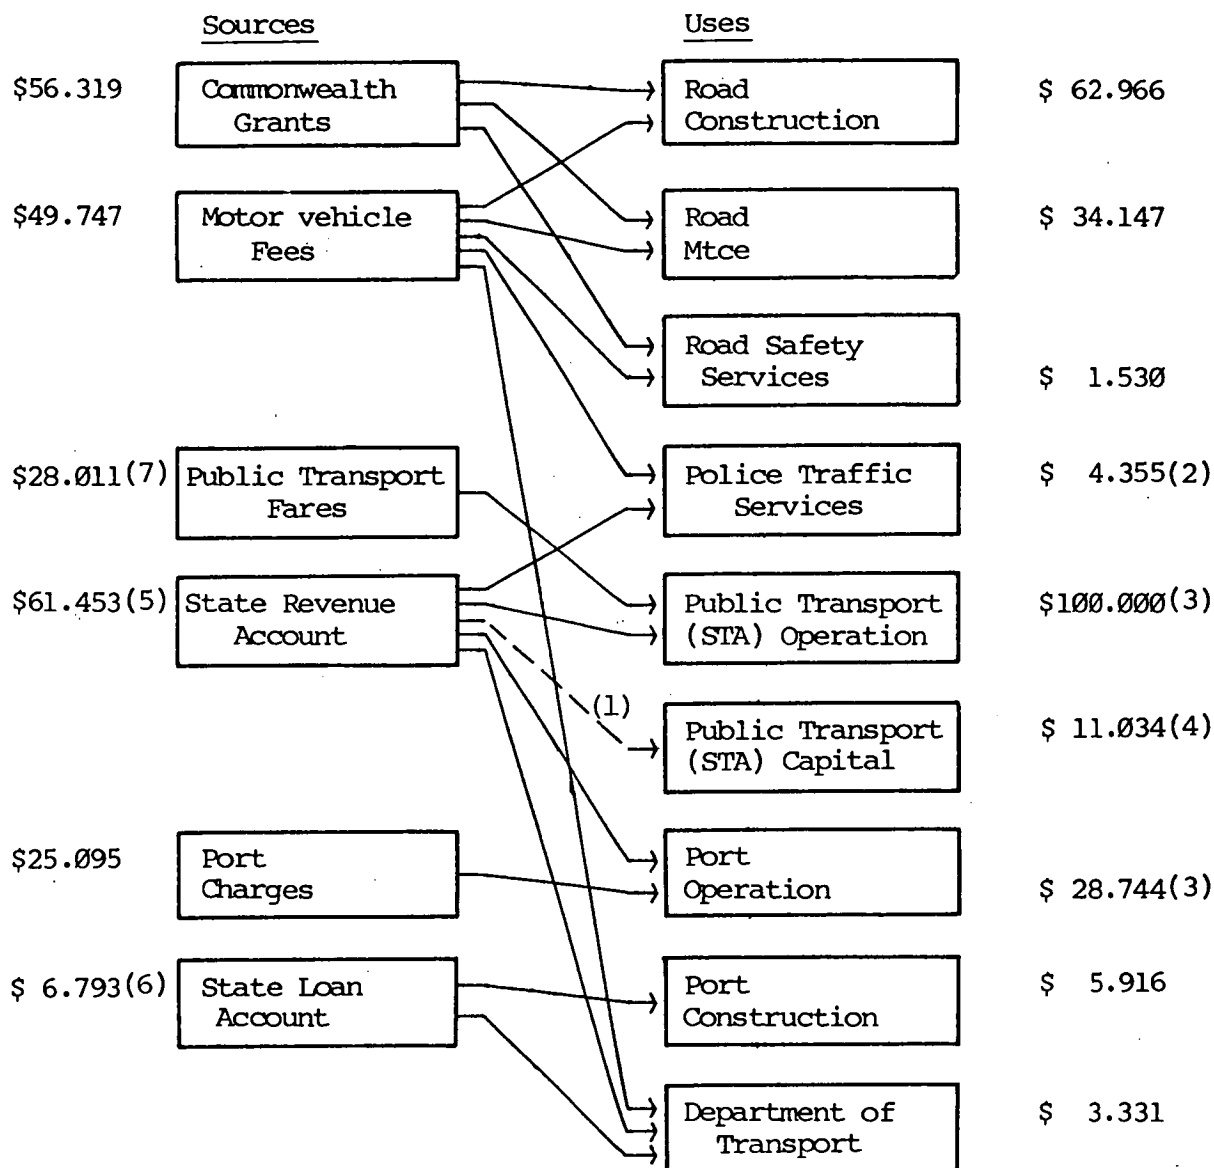 Sources Uses
$56.319 Commonwealth Grants Road Construction $ 62.966
$49.747 Motor vehicle Fees Road Mtce $ 34.147
Road Safety Services $ 1.530
$28.011(7) Public Transport Fares Police Traffic Services $ 4.355(2)
$61.453(5) State Revenue Account Public Transport (STA) Operation $100.000(3)
(1)
Public Transport (STA) Capital $ 11.034(4)
$25.095 Port Charges Port Operation $ 28.744(3)
$ 6.793(6) State Loan Account Port Construction $ 5.916
Department of Transport $ 3.331